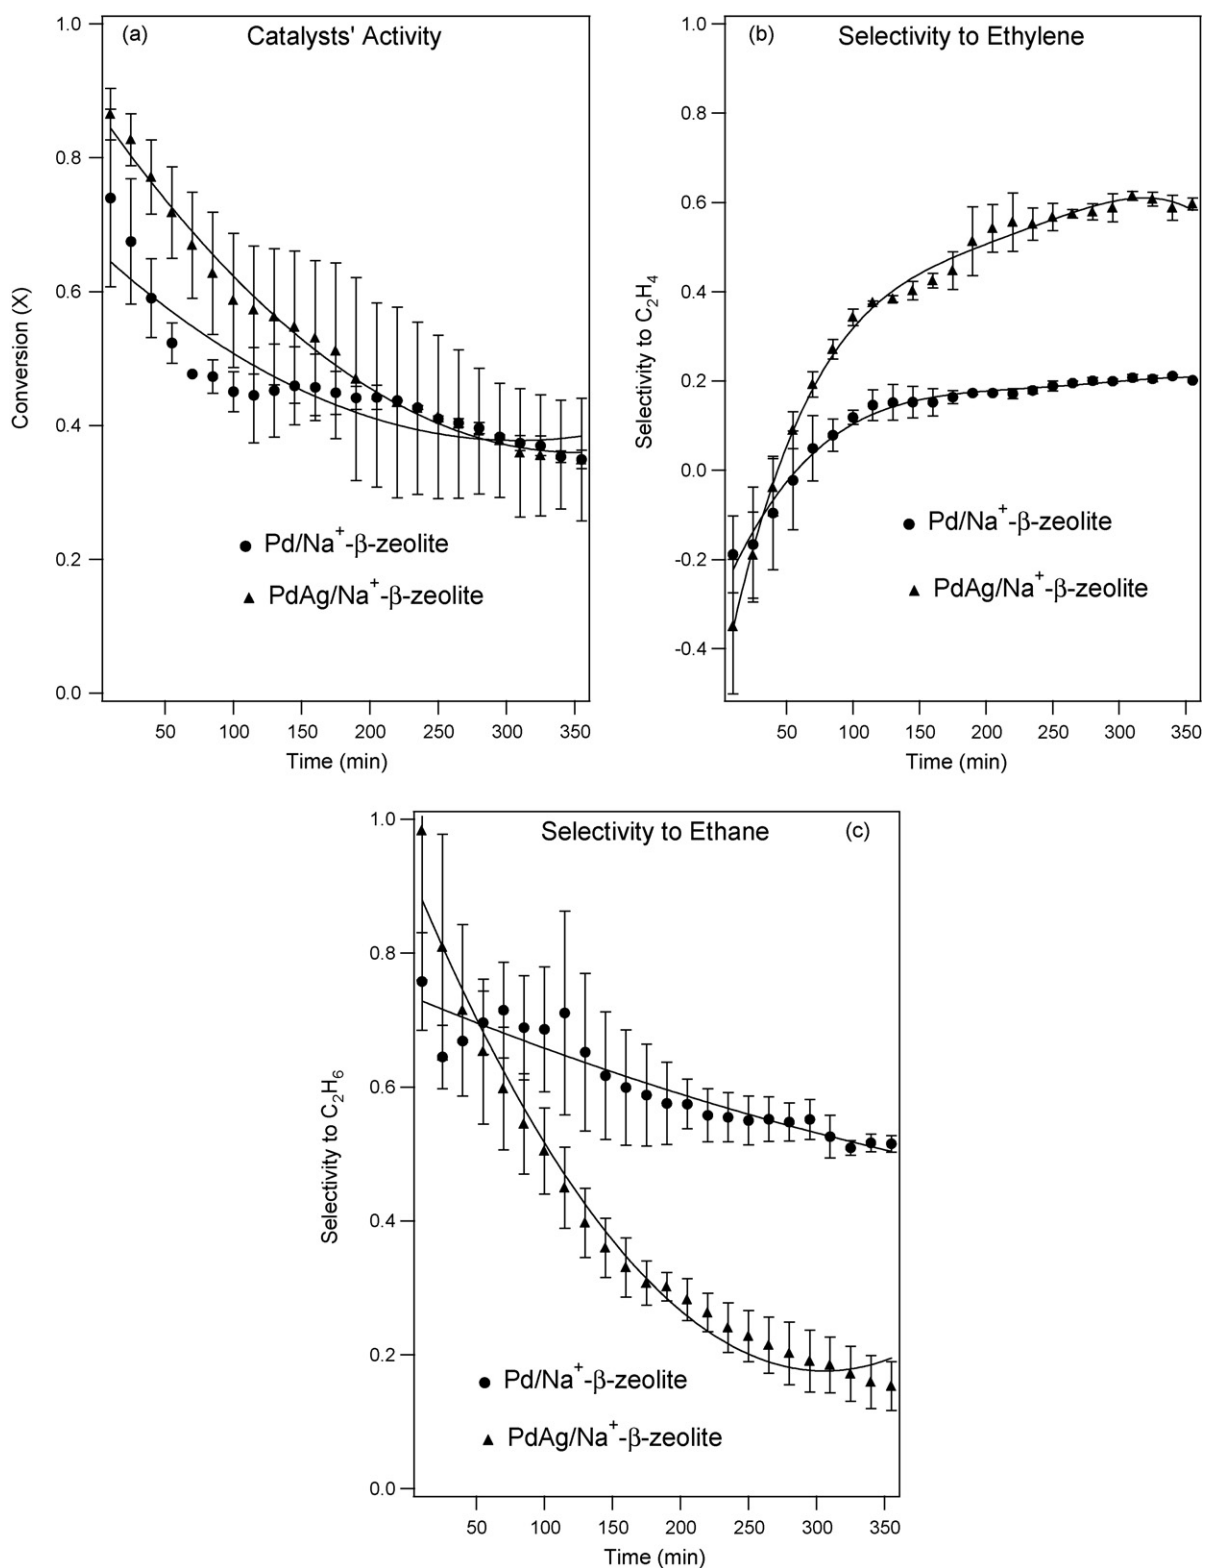 (a) Catalysts' Activity
1.0
0.8
0.6
0.4
0.2
0.0
Conversion (X)
Pd/Na⁺-β-zeolite
PdAg/Na⁺-β-zeolite
50 100 150 200 250 300 350
Time (min)
(b) Selectivity to Ethylene
1.0
0.8
0.6
0.4
0.2
0.0
-0.2
-0.4
Selectivity to C₂H₄
Pd/Na⁺-β-zeolite
PdAg/Na⁺-β-zeolite
50 100 150 200 250 300 350
Time (min)
Selectivity to Ethane (c)
1.0
0.8
0.6
0.4
0.2
0.0
Selectivity to C₂H₆
Pd/Na⁺-β-zeolite
PdAg/Na⁺-β-zeolite
50 100 150 200 250 300 350
Time (min)